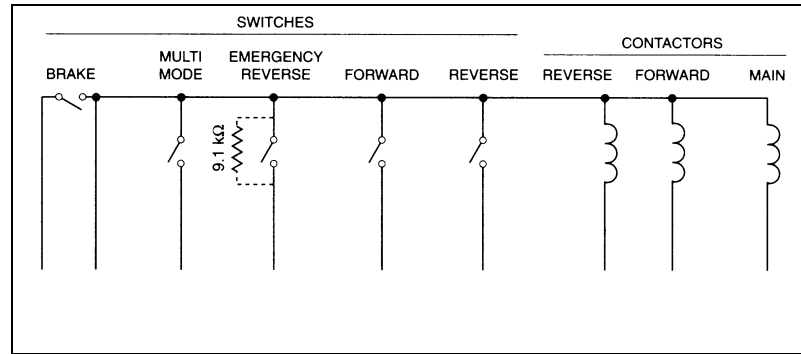 SWITCHES
CONTACTORS
BRAKE
MULTI
MODE
EMERGENCY
REVERSE
FORWARD
REVERSE
REVERSE
FORWARD
MAIN
9.1 kΩ